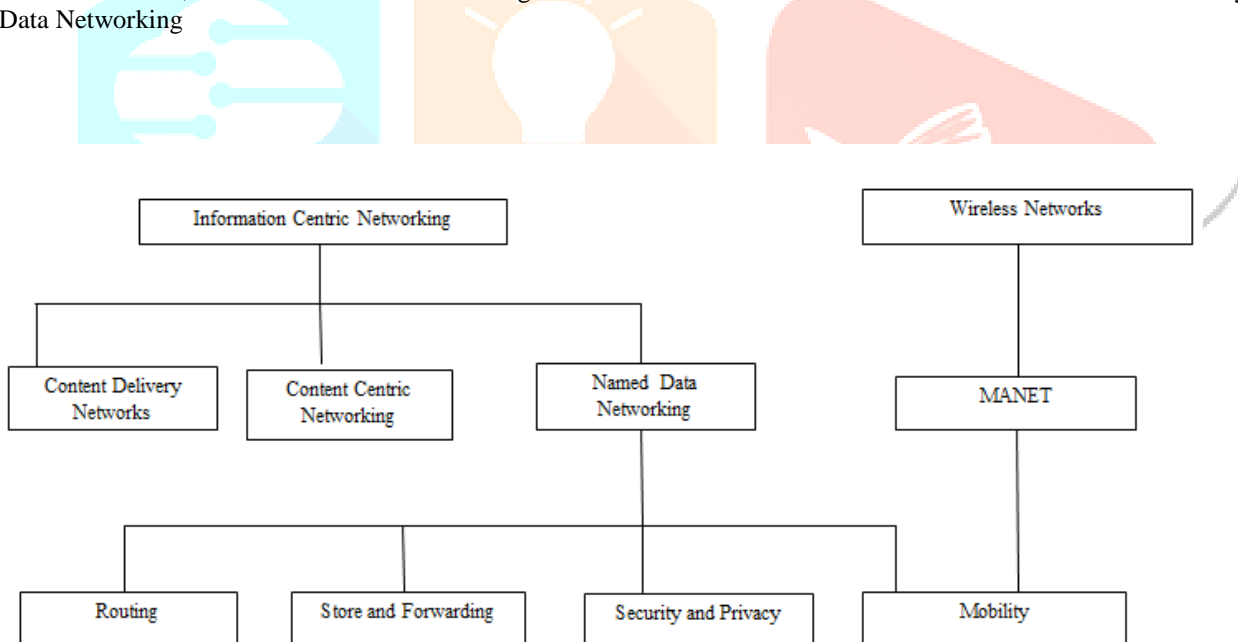 Data Networking
Information Centric Networking
Wireless Networks
Content Delivery
Networks
Content Centric
Networking
Named Data
Networking
MANET
Routing
Store and Forwarding
Security and Privacy
Mobility